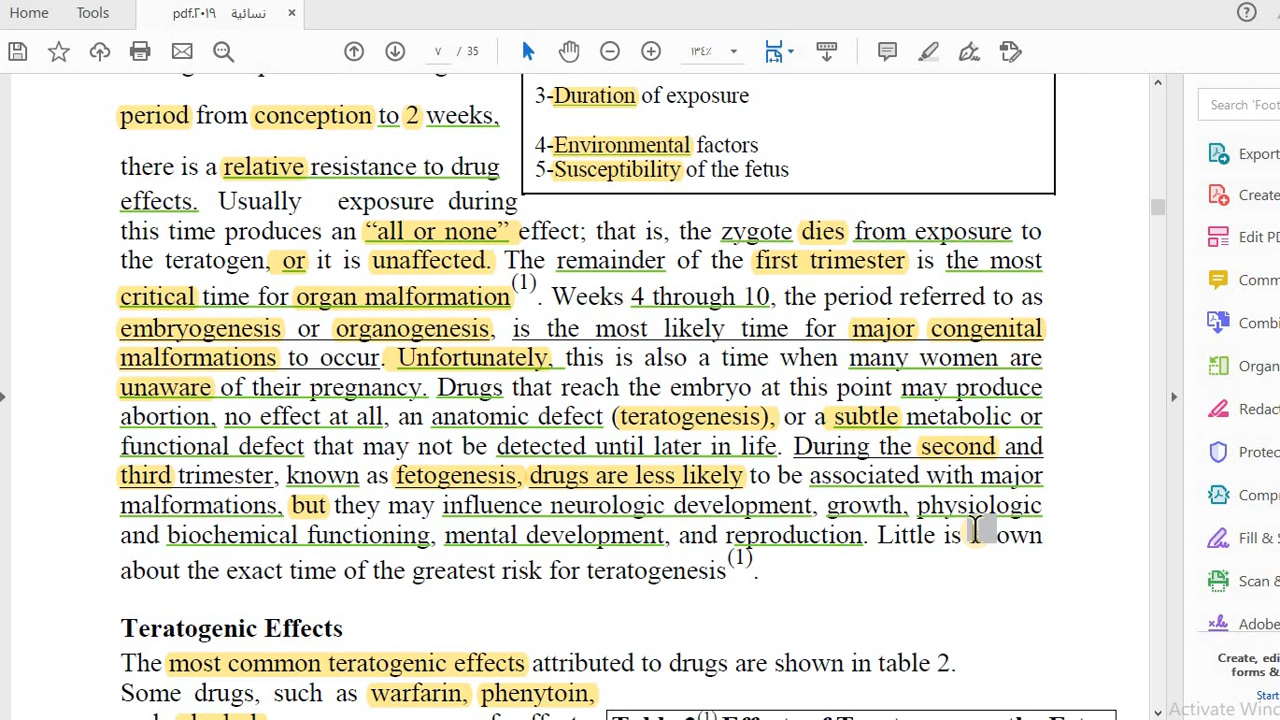 Home Tools نسائية ٢٠١٩.pdf ×
٧ / 35 ١٣٤٪
3-Duration of exposure
period from conception to 2 weeks,
4-Environmental factors
there is a relative resistance to drug
5-Susceptibility of the fetus
effects. Usually exposure during
this time produces an “all or none” effect; that is, the zygote dies from exposure to
the teratogen, or it is unaffected. The remainder of the first trimester is the most
critical time for organ malformation(1). Weeks 4 through 10, the period referred to as
embryogenesis or organogenesis, is the most likely time for major congenital
malformations to occur. Unfortunately, this is also a time when many women are
unaware of their pregnancy. Drugs that reach the embryo at this point may produce
abortion, no effect at all, an anatomic defect (teratogenesis), or a subtle metabolic or
functional defect that may not be detected until later in life. During the second and
third trimester, known as fetogenesis, drugs are less likely to be associated with major
malformations, but they may influence neurologic development, growth, physiologic
and biochemical functioning, mental development, and reproduction. Little is known
about the exact time of the greatest risk for teratogenesis(1).
Teratogenic Effects
The most common teratogenic effects attributed to drugs are shown in table 2.
Some drugs, such as warfarin, phenytoin,
Search 'Foot
Export
Create
Edit PD
Comm
Combi
Organ
Redac
Protec
Comp
Fill & S
Scan &
Adobe
Convert, edi
forms &
Start
Activate Wind